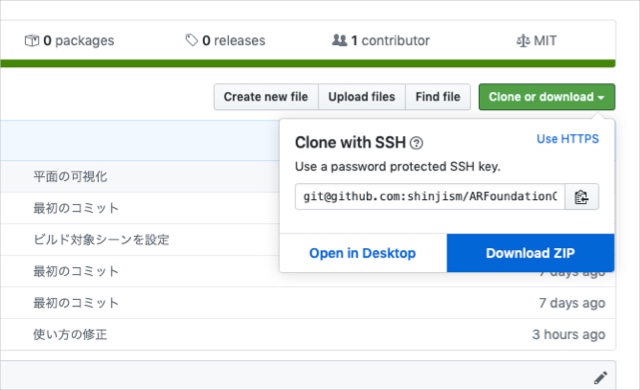 0 packages
0 releases
1 contributor
MIT
Create new file
Upload files
Find file
Clone or download
Clone with SSH
Use HTTPS
Use a password protected SSH key.
git@github.com:shinjism/ARFoundation
Open in Desktop
Download ZIP
平面の可視化
最初のコミット
ビルド対象シーンを設定
最初のコミット
7 days ago
最初のコミット
7 days ago
使い方の修正
3 hours ago